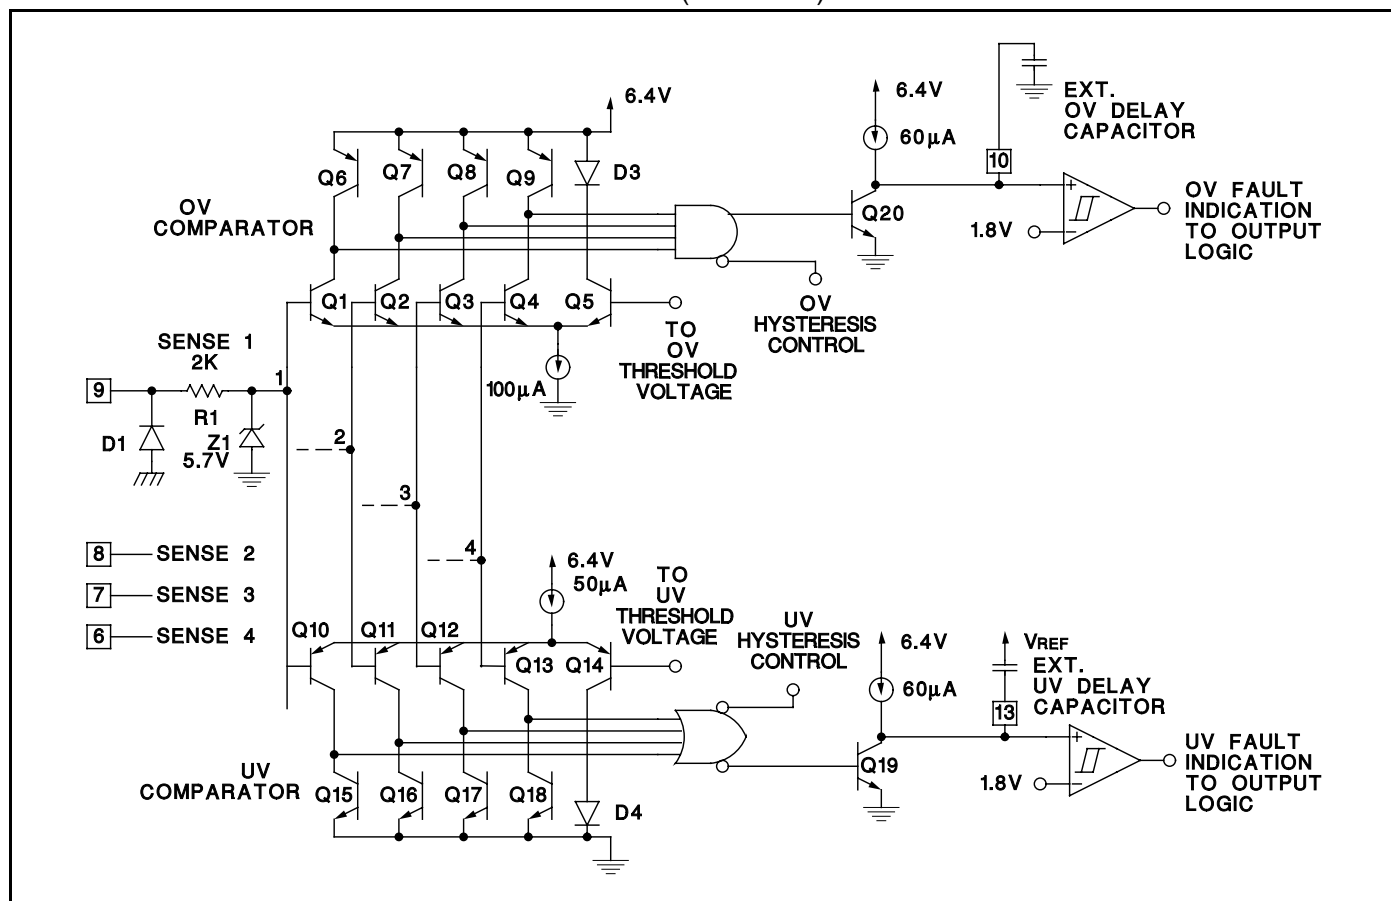 6.4V
6.4V
60µA
EXT.
OV DELAY
CAPACITOR
10
Q6
Q7
Q8
Q9
D3
OV
COMPARATOR
Q20
+
1.8V
−
OV FAULT
INDICATION
TO OUTPUT
LOGIC
Q1
Q2
Q3
Q4
Q5
OV
HYSTERESIS
CONTROL
TO
OV
THRESHOLD
VOLTAGE
100µA
SENSE 1
2K
1
9
R1
D1
Z1
5.7V
2
3
4
8 SENSE 2
7 SENSE 3
6 SENSE 4
6.4V
50µA
TO
UV
THRESHOLD
VOLTAGE
UV
HYSTERESIS
CONTROL
Q10
Q11
Q12
Q13
Q14
6.4V
60µA
VREF
EXT.
UV DELAY
CAPACITOR
13
Q19
+
1.8V
−
UV FAULT
INDICATION
TO OUTPUT
LOGIC
UV
COMPARATOR
Q15
Q16
Q17
Q18
D4